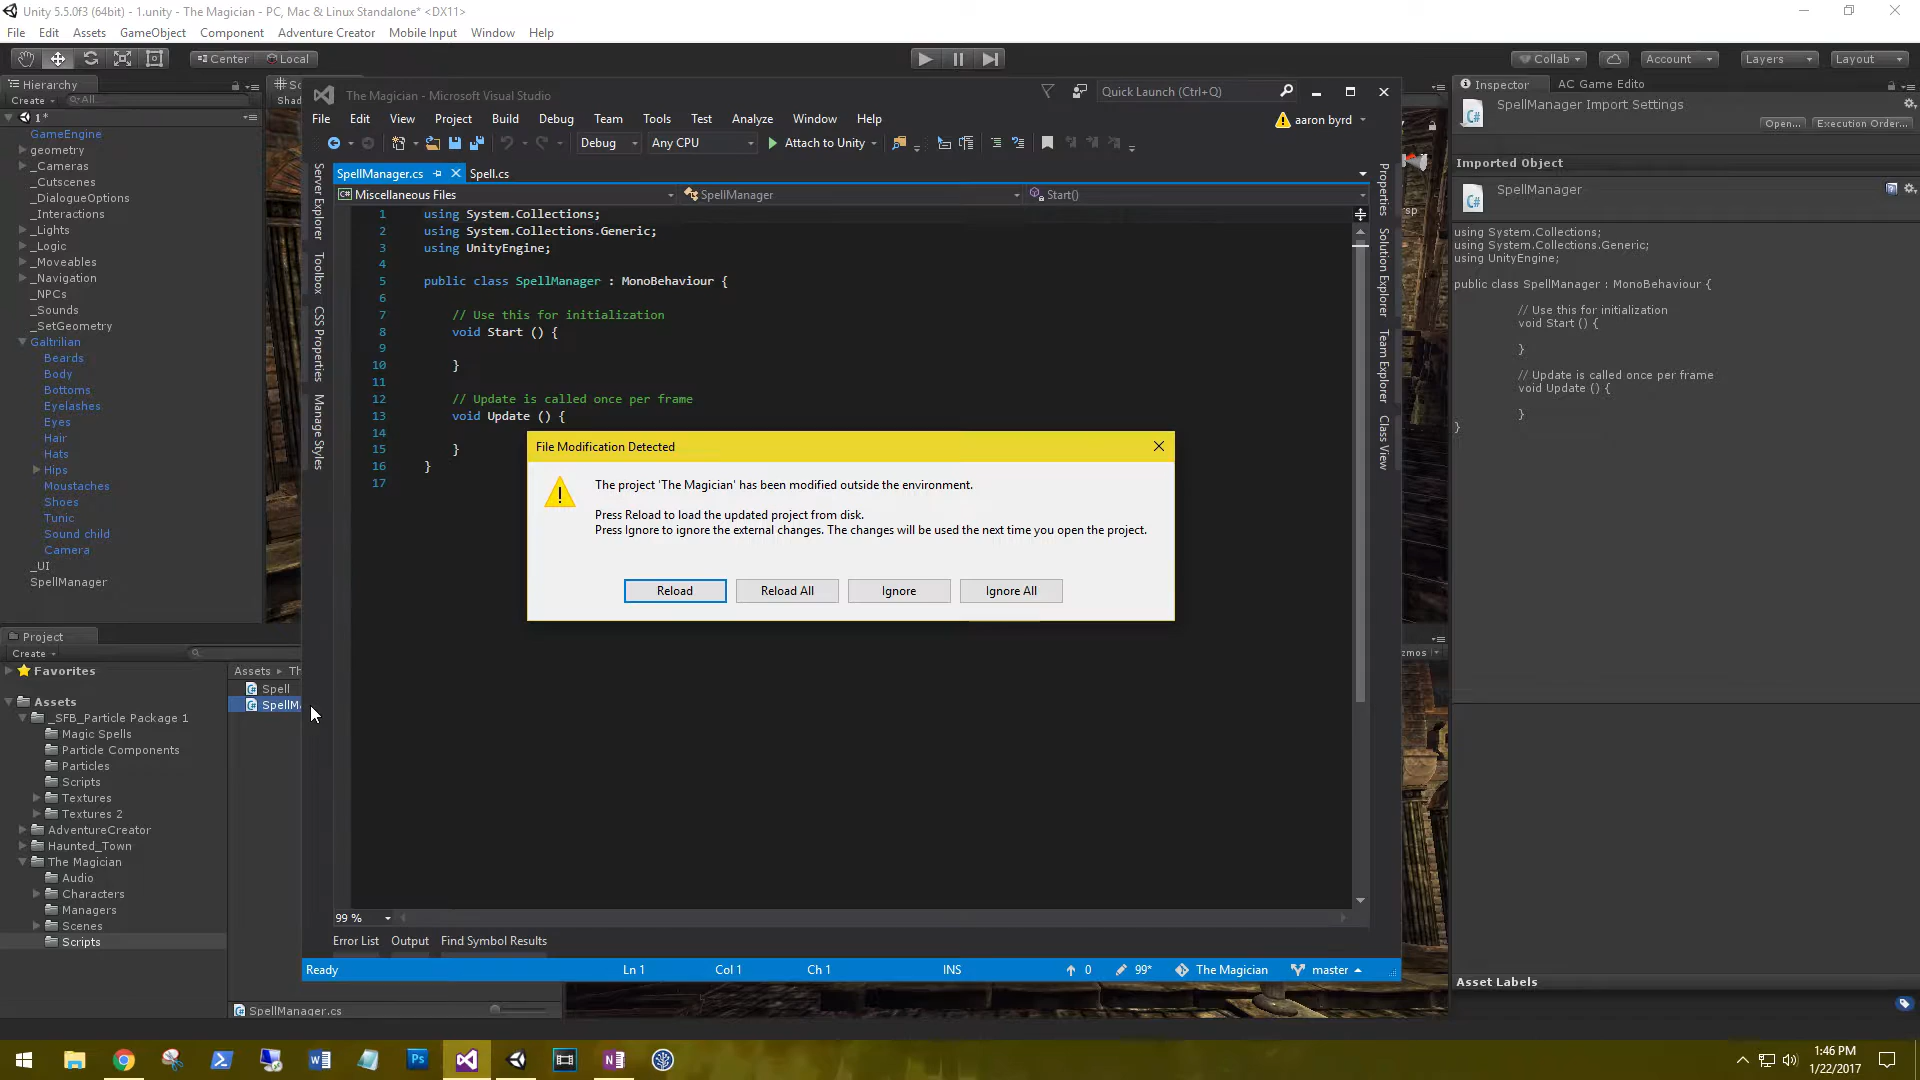 Unity 5.5.0f3 (64bit) - 1.unity - The Magician - PC, Mac & Linux Standalone* <DX11>
File Edit Assets GameObject Component Adventure Creator Mobile Input Window Help
Center Local
Collab Account Layers Layout
Hierarchy
Create All
1*
GameEngine
geometry
_Cameras
_Cutscenes
_DialogueOptions
_Interactions
_Lights
_Logic
_Moveables
_Navigation
_NPCs
_Sounds
_SetGeometry
Galtrilian
Beards
Body
Bottoms
Eyelashes
Eyes
Hair
Hats
Hips
Moustaches
Shoes
Tunic
Sound child
Camera
_UI
SpellManager
Project
Create
Favorites
Assets
_SFB_Particle Package 1
Magic Spells
Particle Components
Particles
Scripts
Textures
Textures 2
AdventureCreator
Haunted_Town
The Magician
Audio
Characters
Managers
Scenes
Scripts
Assets ▸ Th
Spell
SpellMa
SpellManager.cs
The Magician - Microsoft Visual Studio
Quick Launch (Ctrl+Q)
File Edit View Project Build Debug Team Tools Test Analyze Window Help
aaron byrd
Debug Any CPU Attach to Unity
SpellManager.cs Spell.cs
Miscellaneous Files SpellManager Start()
Server Explorer
Toolbox
CSS Properties
Manage Styles
1 using System.Collections;
2 using System.Collections.Generic;
3 using UnityEngine;
4
5 public class SpellManager : MonoBehaviour {
6
7 // Use this for initialization
8 void Start () {
9
10 }
11
12 // Update is called once per frame
13 void Update () {
14
15 }
16 }
17
File Modification Detected
The project 'The Magician' has been modified outside the environment.
Press Reload to load the updated project from disk.
Press Ignore to ignore the external changes. The changes will be used the next time you open the project.
Reload Reload All Ignore Ignore All
99 %
Error List Output Find Symbol Results
Ready Ln 1 Col 1 Ch 1 INS 0 99* The Magician master
Properties
Solution Explorer
Team Explorer
Class View
Inspector AC Game Edito
SpellManager Import Settings
Open... Execution Order...
Imported Object
SpellManager
using System.Collections;
using System.Collections.Generic;
using UnityEngine;
public class SpellManager : MonoBehaviour {
// Use this for initialization
void Start () {
}
// Update is called once per frame
void Update () {
}
}
Asset Labels
1:46 PM
1/22/2017